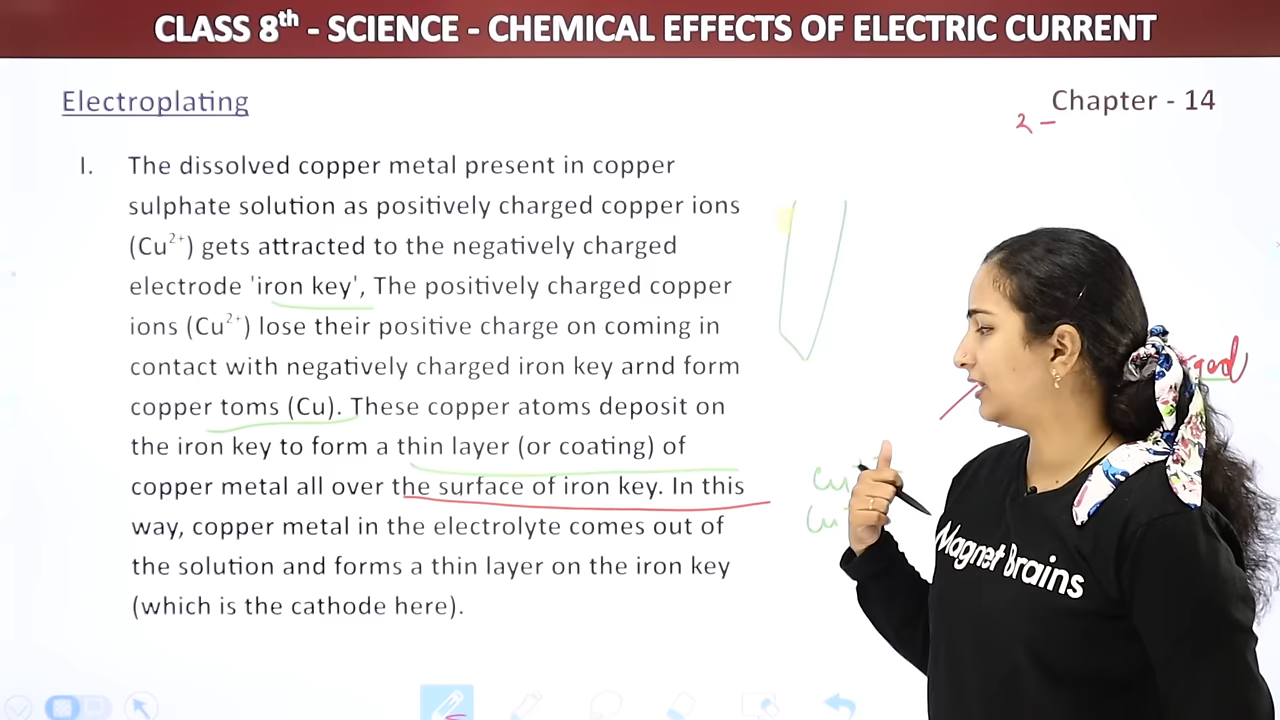 CLASS 8th - SCIENCE - CHEMICAL EFFECTS OF ELECTRIC CURRENT
Electroplating
Chapter - 14
2 -
I. The dissolved copper metal present in copper
sulphate solution as positively charged copper ions
(Cu2+) gets attracted to the negatively charged
electrode 'iron key', The positively charged copper
ions (Cu2+) lose their positive charge on coming in
contact with negatively charged iron key arnd form
copper toms (Cu). These copper atoms deposit on
the iron key to form a thin layer (or coating) of
copper metal all over the surface of iron key. In this
way, copper metal in the electrolyte comes out of
the solution and forms a thin layer on the iron key
(which is the cathode here).
Cu
Cu
Magnet Brains